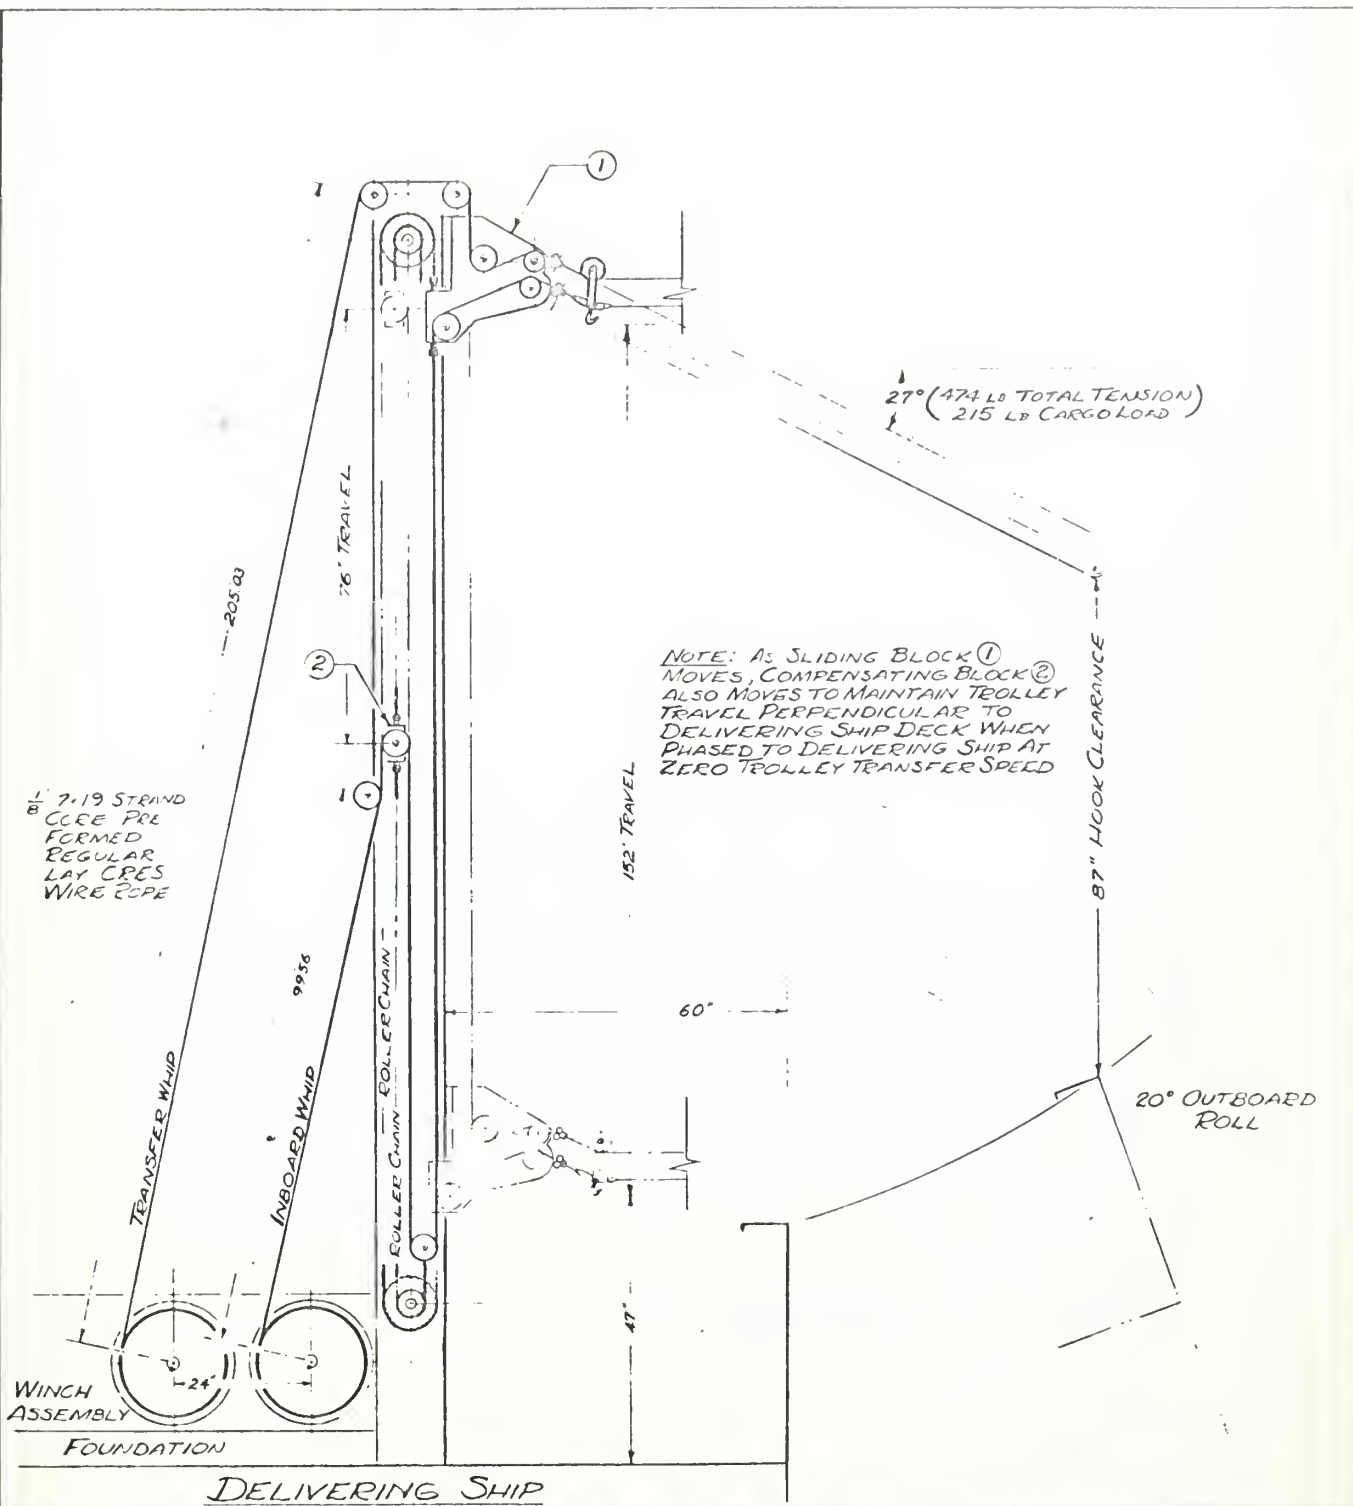 1
27° (474 LB TOTAL TENSION)
215 LB CARGO LOAD
76" TRAVEL
205.03
2
NOTE: AS SLIDING BLOCK 1
MOVES, COMPENSATING BLOCK 2
ALSO MOVES TO MAINTAIN TROLLEY
TRAVEL PERPENDICULAR TO
DELIVERING SHIP DECK WHEN
PHASED TO DELIVERING SHIP AT
ZERO TROLLEY TRANSFER SPEED
87" HOOK CLEARANCE
152" TRAVEL
7x19 STRAND
PRE
FORMED
REGULAR
LAY CRES
WIRE ROPE
99.56
ROLLER CHAIN
ROLLER CHAIN
60"
TRANSFER WHIP
INBOARD WHIP
20° OUTBOARD
ROLL
47"
24"
WINCH
ASSEMBLY
FOUNDATION
DELIVERING SHIP